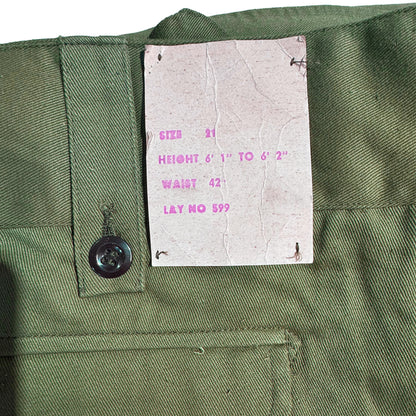 SIZE 21
HEIGHT 6' 1" TO 6' 2"
WAIST 42
LAY NO 599